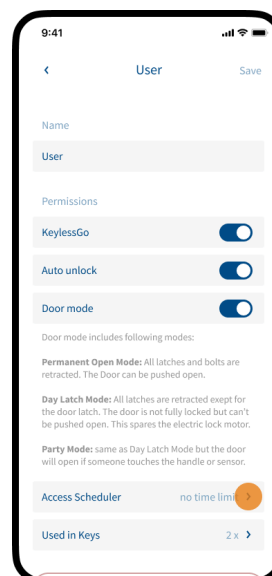 9:41
User
Save
Name
User
Permissions
KeylessGo
Auto unlock
Door mode
Door mode includes following modes:
Permanent Open Mode: All latches and bolts are
retracted. The Door can be pushed open.
Day Latch Mode: All latches are retracted exept for
the door latch. The door is not fully locked but can't
be pushed open. This spares the electric lock motor.
Party Mode: same as Day Latch Mode but the door
will open if someone touches the handle or sensor.
Access Scheduler no time limit
Used in Keys 2 x